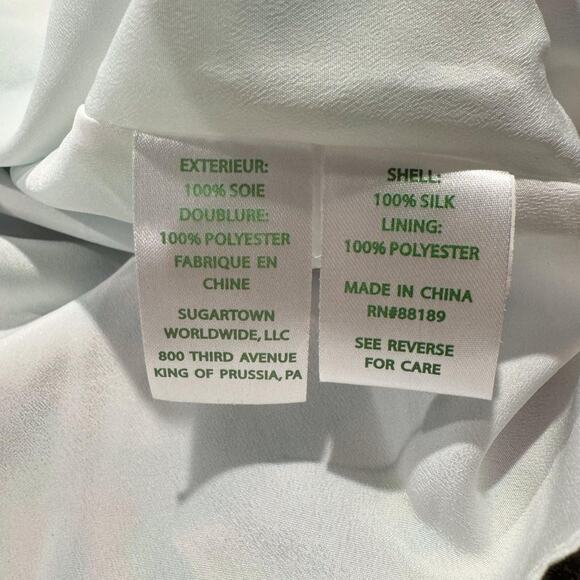 EXTERIEUR:
100% SOIE
DOUBLURE:
100% POLYESTER
FABRIQUE EN
CHINE
SUGARTOWN
WORLDWIDE, LLC
800 THIRD AVENUE
KING OF PRUSSIA, PA
SHELL:
100% SILK
LINING:
100% POLYESTER
MADE IN CHINA
RN#88189
SEE REVERSE
FOR CARE